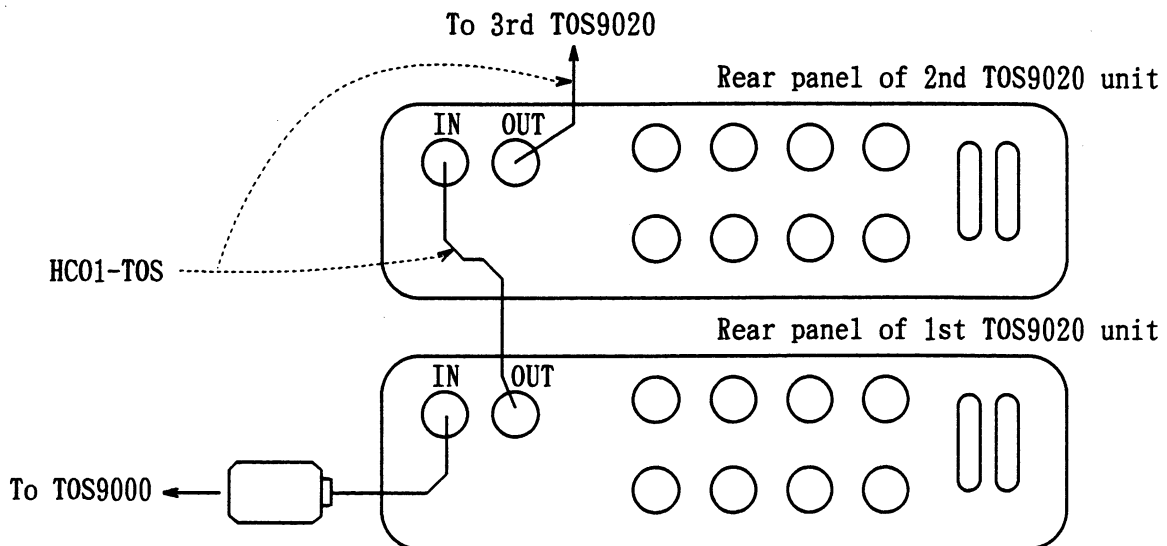 To 3rd TOS9020
Rear panel of 2nd TOS9020 unit
IN OUT
HC01-TOS
Rear panel of 1st TOS9020 unit
IN OUT
To TOS9000